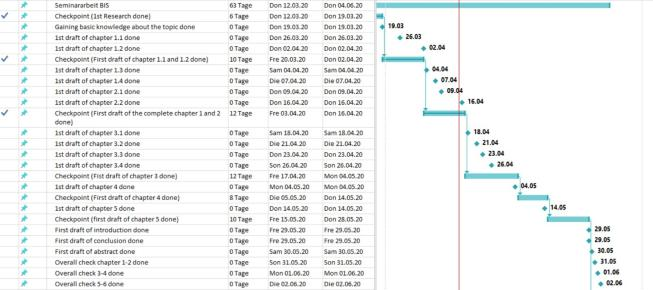 Seminararbeit BIS 63 Tage Don 12.03.20 Don 04.06.20
Checkpoint (1st Research done) 6 Tage Don 12.03.20 Don 19.03.20
Gaining basic knowledge about the topic done 0 Tage Don 19.03.20 Don 19.03.20 19.03
1st draft of chapter 1.1 0 Tage Don 26.03.20 Don 26.03.20 26.03
1st draft of chapter 1.2 0 Tage Don 02.04.20 Don 02.04.20 02.04
Checkpoint (First draft of chapter 1.1 and 1.2 done) 10 Tage Fre 20.03.20 Don 02.04.20
1st draft of chapter 1.3 0 Tage Sam 04.04.20 Sam 04.04.20 04.04
1st draft of chapter 1.4 0 Tage Die 07.04.20 Die 07.04.20 07.04
1st draft of chapter 2.1 0 Tage Don 09.04.20 Don 09.04.20 09.04
1st draft of chapter 2.2 0 Tage Don 16.04.20 Don 16.04.20 16.04
Checkpoint (First draft of the complete chapter 1 and 2 12 Tage Fre 03.04.20 Don 16.04.20
done)
1st draft of chapter 3.1 0 Tage Sam 18.04.20 Sam 18.04.20 18.04
1st draft of chapter 3.2 0 Tage Die 21.04.20 Die 21.04.20 21.04
1st draft of chapter 3.3 0 Tage Don 23.04.20 Don 23.04.20 23.04
1st draft of chapter 3.4 0 Tage Son 26.04.20 Son 26.04.20 26.04
Checkpoint (Fist draft of chapter 3 done) 12 Tage Fre 17.04.20 Mon 04.05.20
1st draft of chapter 4 done 0 Tage Mon 04.05.20 Mon 04.05.20 04.05
Checkpoint (First draft of chapter 4 done) 8 Tage Die 05.05.20 Don 14.05.20
1st draft of chapter 5 done 0 Tage Don 14.05.20 Don 14.05.20 14.05
Checkpoint (first draft of chapter 5 done) 10 Tage Fre 15.05.20 Don 28.05.20
First draft of introduction done 0 Tage Fre 29.05.20 Fre 29.05.20 29.05
First draft of conclusion done 0 Tage Fre 29.05.20 Fre 29.05.20 29.05
First draft of abstract done 0 Tage Sam 30.05.20 Sam 30.05.20 30.05
Overall check chapter 1-2 done 0 Tage Son 31.05.20 Son 31.05.20 31.05
Overall check 3-4 done 0 Tage Mon 01.06.20 Mon 01.06.20 01.06
Overall check 5-6 done 0 Tage Die 02.06.20 Die 02.06.20 02.06